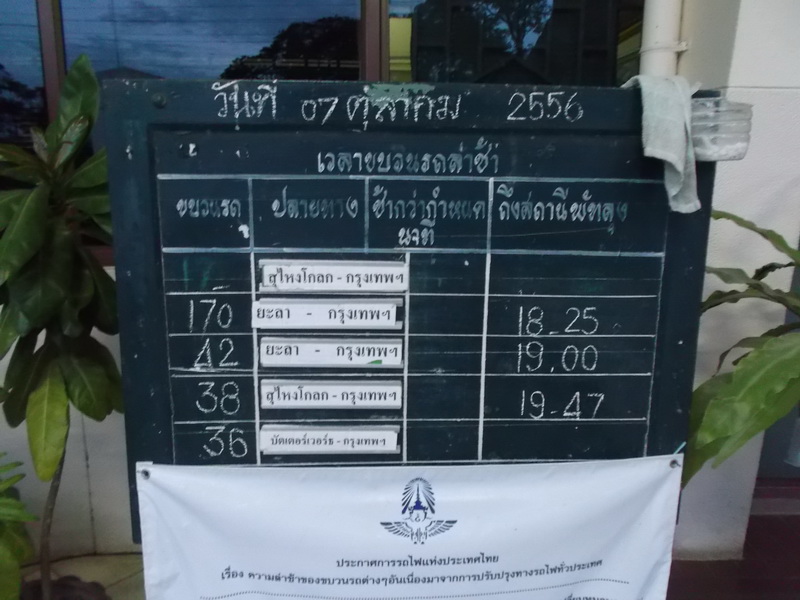 วันที่ 07 ตุลาคม 2556
เวลาขบวนรถล่าช้า
ขบวนรถ ปลายทาง ช้ากว่ากำหนด นาที ถึงสถานีพัทลุง
สุไหงโกลก - กรุงเทพฯ
170 ยะลา - กรุงเทพฯ 18-25
42 ยะลา - กรุงเทพฯ 19.00
38 สุไหงโกลก - กรุงเทพฯ 19-47
36 บัตเตอร์เวอร์ธ - กรุงเทพฯ
ประกาศการรถไฟแห่งประเทศไทย
เรื่อง ความล่าช้าของขบวนรถต่างๆอันเนื่องมาจากการปรับปรุงทางรถไฟทั่วประเทศ